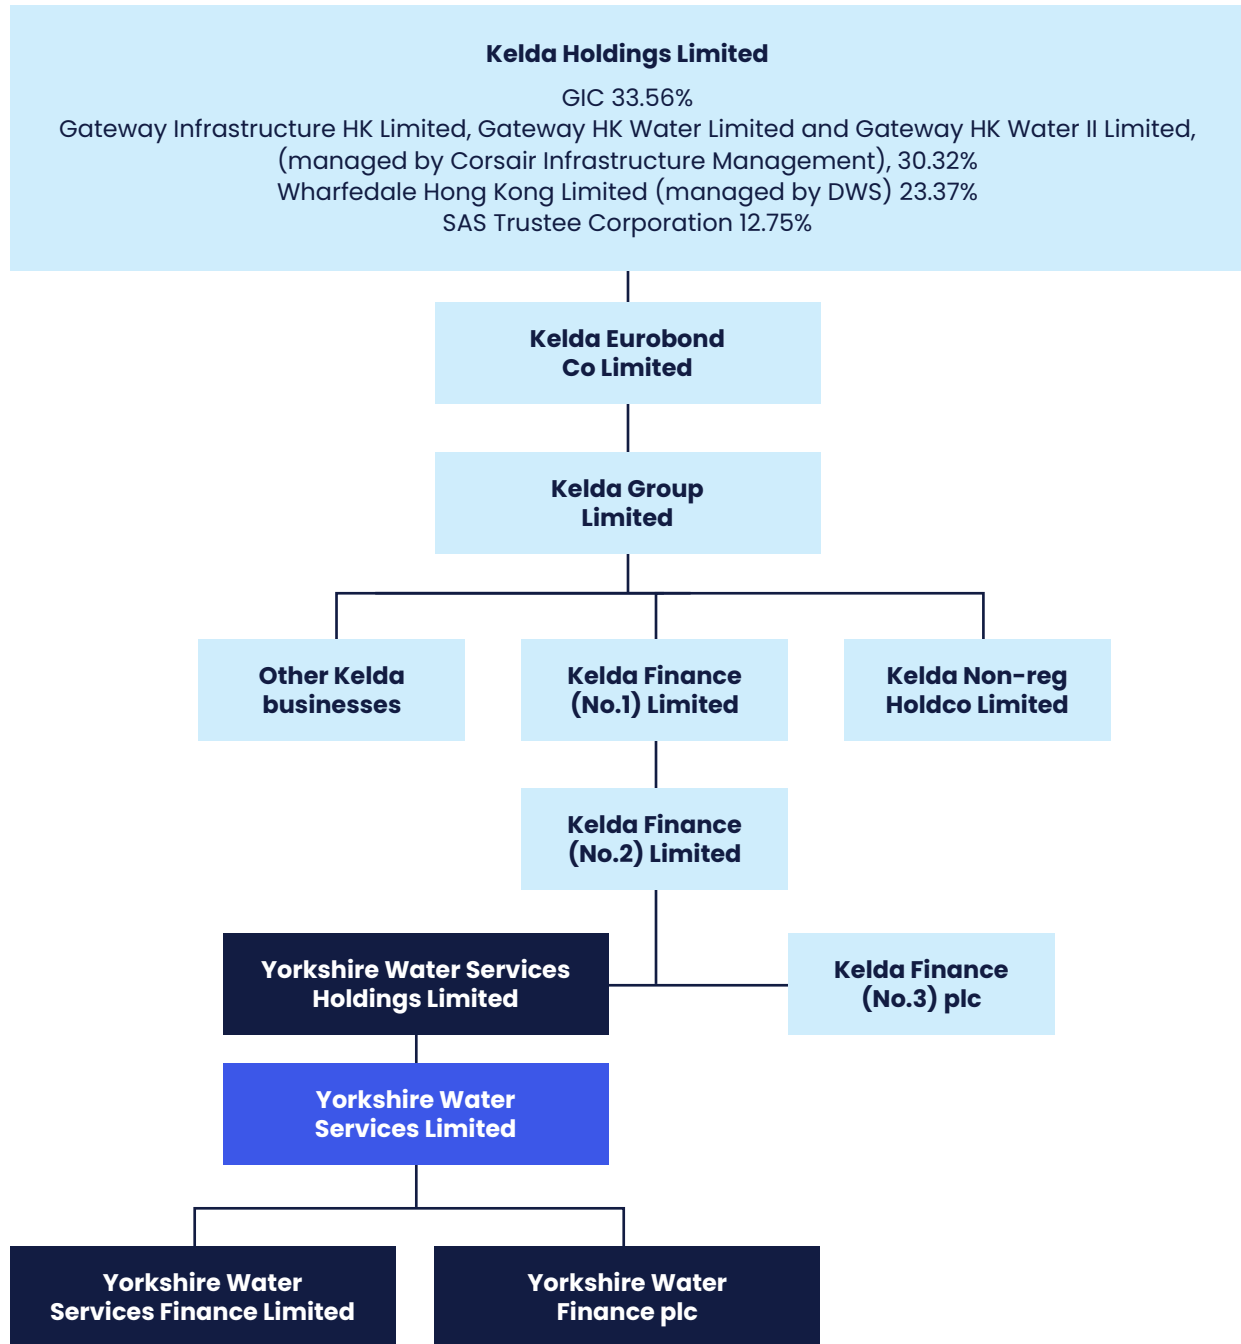 Kelda Holdings Limited
GIC 33.56%
Gateway Infrastructure HK Limited, Gateway HK Water Limited and Gateway HK Water II Limited,
(managed by Corsair Infrastructure Management), 30.32%
Wharfedale Hong Kong Limited (managed by DWS) 23.37%
SAS Trustee Corporation 12.75%
Kelda Eurobond
Co Limited
Kelda Group
Limited
Other Kelda
businesses
Kelda Finance
(No.1) Limited
Kelda Non-reg
Holdco Limited
Kelda Finance
(No.2) Limited
Yorkshire Water Services
Holdings Limited
Kelda Finance
(No.3) plc
Yorkshire Water
Services Limited
Yorkshire Water
Services Finance Limited
Yorkshire Water
Finance plc